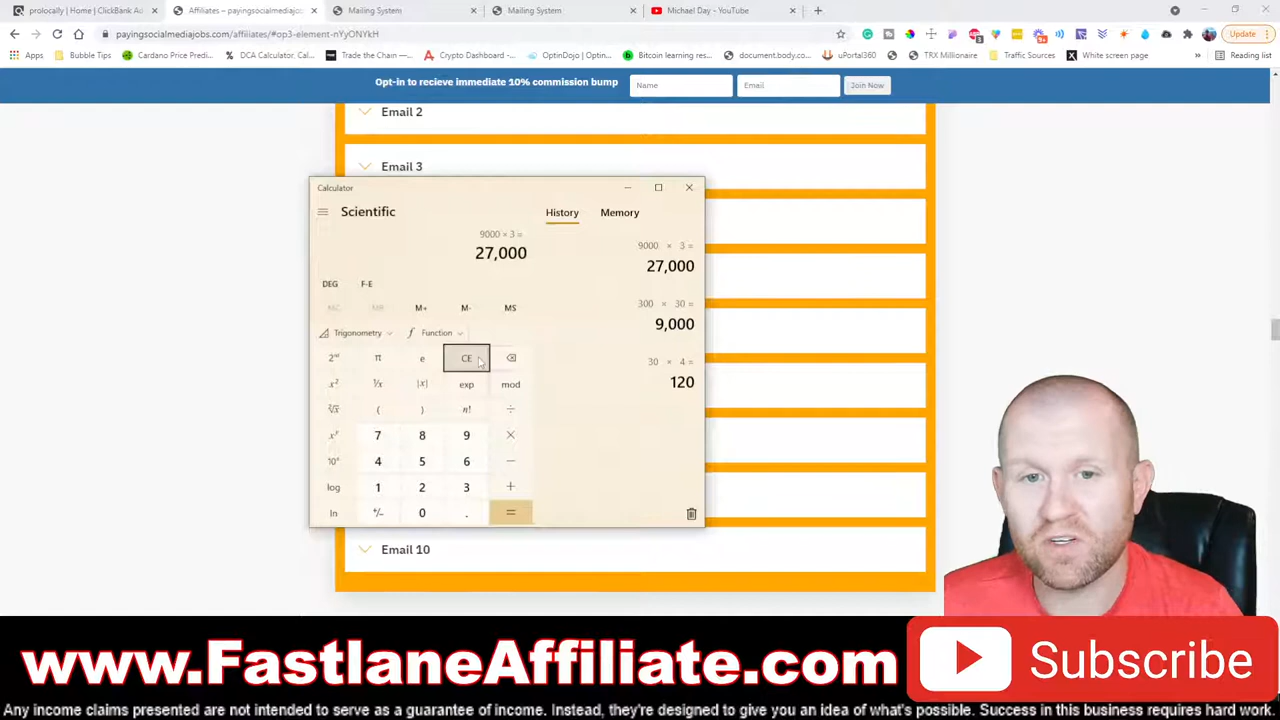 prolocally | Home | ClickBank Ac
Affiliates – payingsocialmediajob:
Mailing System
Mailing System
Michael Day - YouTube
payingsocialmediajobs.com/affiliates/#op3-element-nYyONYkH
Update
Apps
Bubble Tips
Cardano Price Predi...
DCA Calculator. Cal...
Trade the Chain —...
Crypto Dashboard -...
OptinDojo | Optin...
Bitcoin learning res...
document.body.co...
uPortal360
TRX Millionaire
Traffic Sources
White screen page
»
Reading list
Opt-in to recieve immediate 10% commission bump
Name
Email
Join Now
Email 2
Email 3
Calculator
Scientific
History
Memory
9000 × 3 =
27,000
9000 × 3 =
27,000
300 × 30 =
9,000
30 × 4 =
120
DEG
F-E
MC
MR
M+
M-
MS
Trigonometry
Function
2ⁿᵈ
π
e
CE
x²
¹/x
|x|
exp
mod
²√x
(
)
n!
÷
xʸ
7
8
9
×
10ˣ
4
5
6
−
log
1
2
3
+
ln
+/−
0
.
=
Email 10
www.FastlaneAffiliate.com
Subscribe
Any income claims presented are not intended to serve as a guarantee of income. Instead, they're designed to give you an idea of what's possible. Success in this business requires hard work.